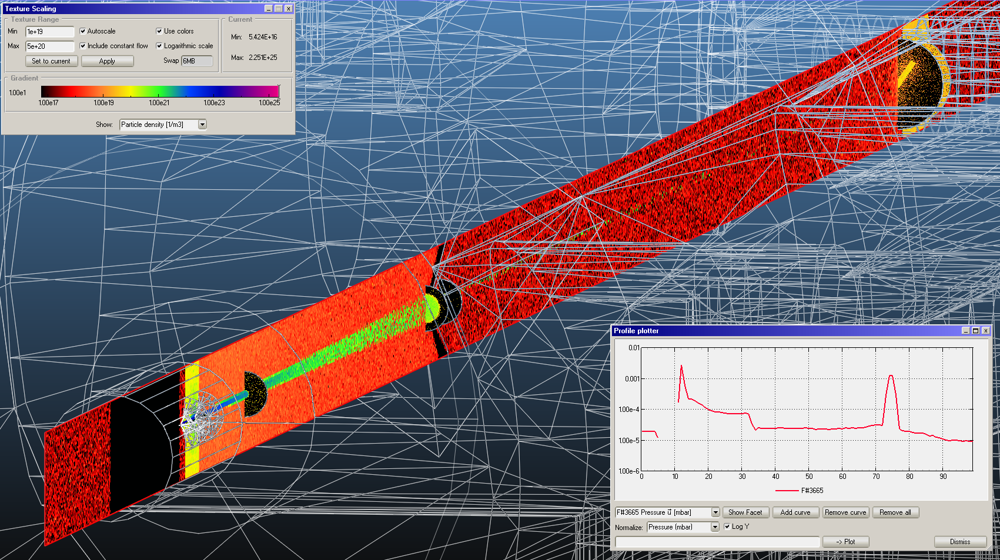 Texture Scaling
Texture Range
Min 1e+19 Autoscale Use colors
Max 5e+20 Include constant flow Logarithmic scale
Set to current Apply Swap 6MB
Current
Min: 5.424E+16
Max: 2.251E+25
Gradient
1.00e1
1.00e17 1.00e19 1.00e21 1.00e23 1.00e25
Show: Particle density [1/m3]
Profile plotter
0.01
0.001
1.00e-4
1.00e-5
1.00e-6
0 10 20 30 40 50 60 70 80 90
F#3665
F#3665 Pressure ū [mbar] Show Facet Add curve Remove curve Remove all
Normalize: Pressure (mbar) Log Y
-> Plot Dismiss